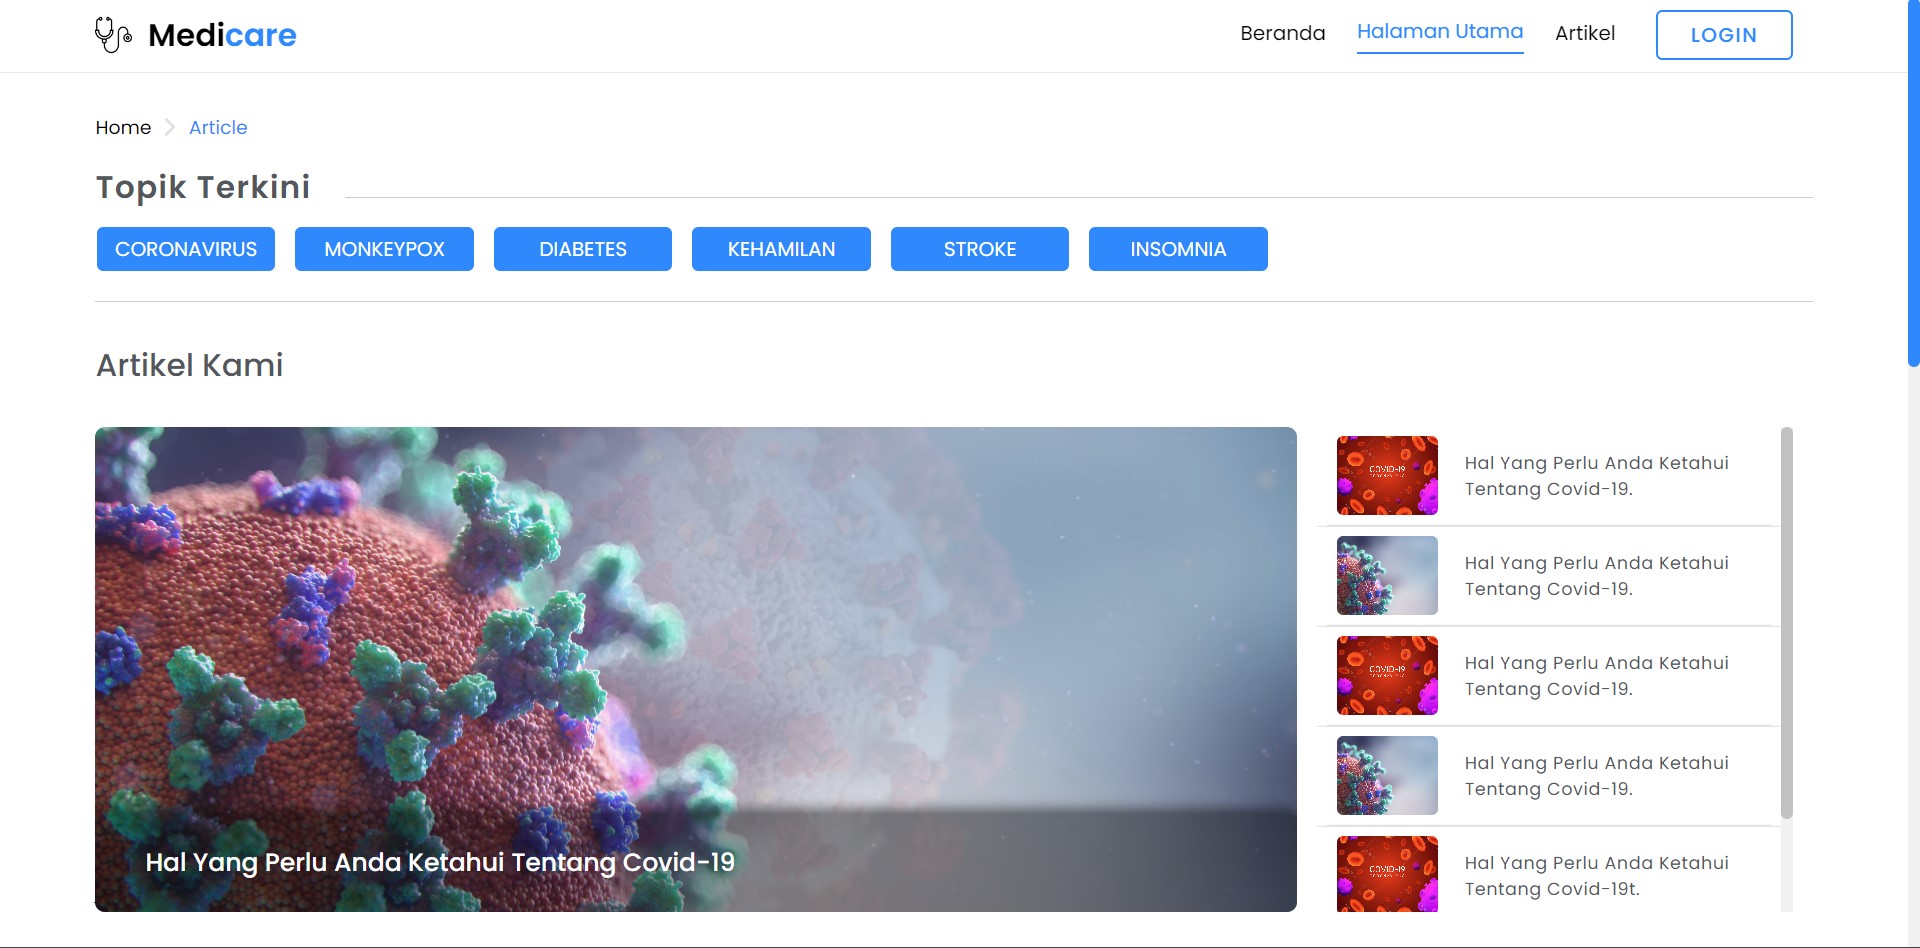 Medicare
Beranda
Halaman Utama
Artikel
LOGIN
Home
Article
Topik Terkini
CORONAVIRUS
MONKEYPOX
DIABETES
KEHAMILAN
STROKE
INSOMNIA
Artikel Kami
Hal Yang Perlu Anda Ketahui Tentang Covid-19
COVID-19
Hal Yang Perlu Anda Ketahui
Tentang Covid-19.
Hal Yang Perlu Anda Ketahui
Tentang Covid-19.
COVID-19
Hal Yang Perlu Anda Ketahui
Tentang Covid-19.
Hal Yang Perlu Anda Ketahui
Tentang Covid-19.
COVID-19
Hal Yang Perlu Anda Ketahui
Tentang Covid-19t.